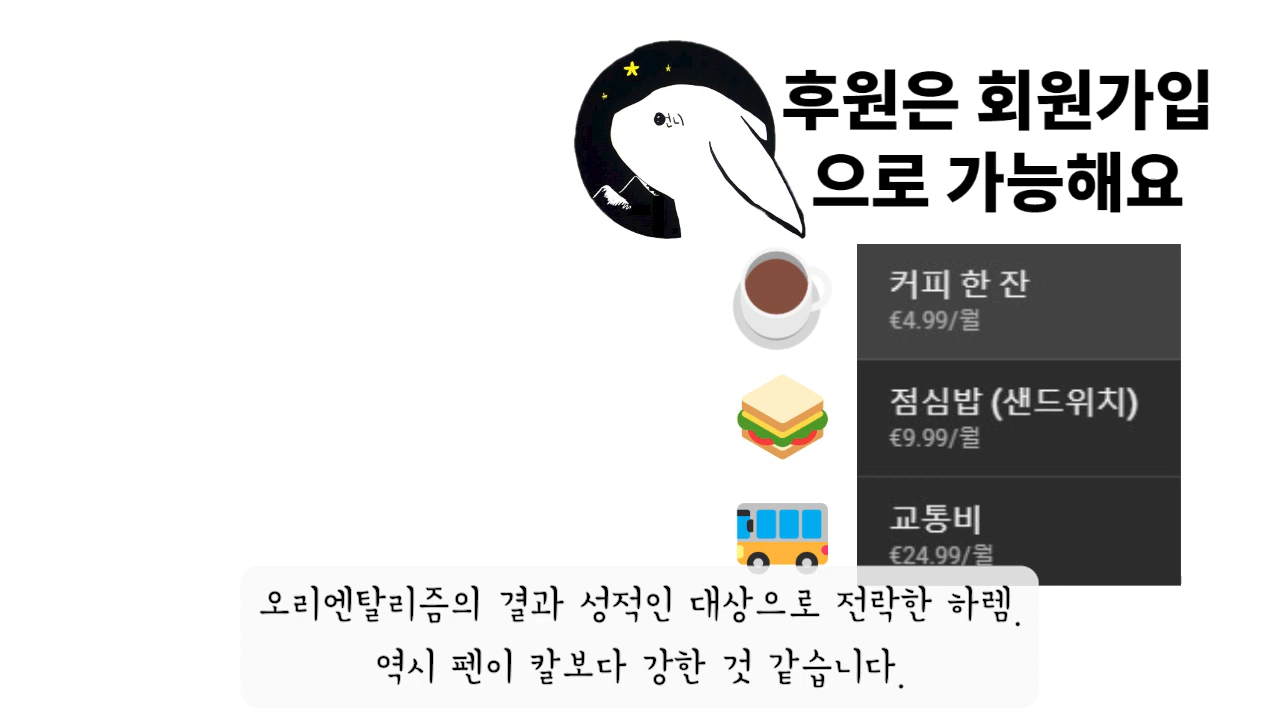 후원은 회원가입
으로 가능해요
언니
커피 한 잔
€4.99/월
점심밥 (샌드위치)
€9.99/월
교통비
€24.99/월
오리엔탈리즘의 결과 성적인 대상으로 전락한 하렘.
역시 펜이 칼보다 강한 것 같습니다.